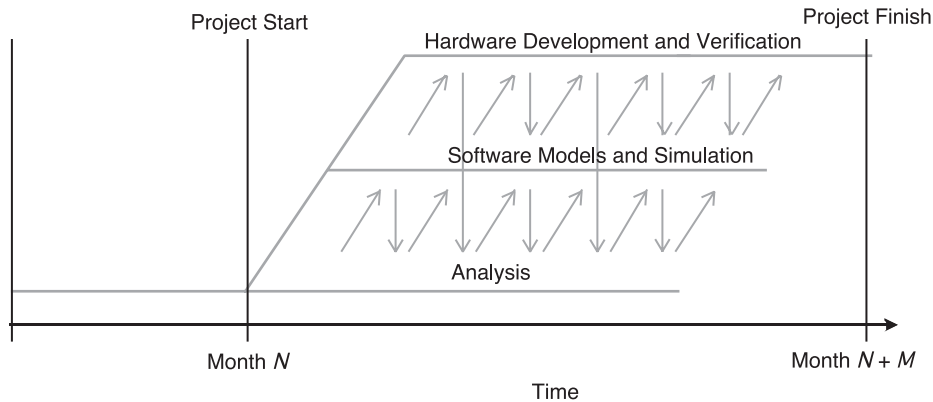 Project Start
Project Finish
Hardware Development and Verification
Software Models and Simulation
Analysis
Month N
Month N + M
Time